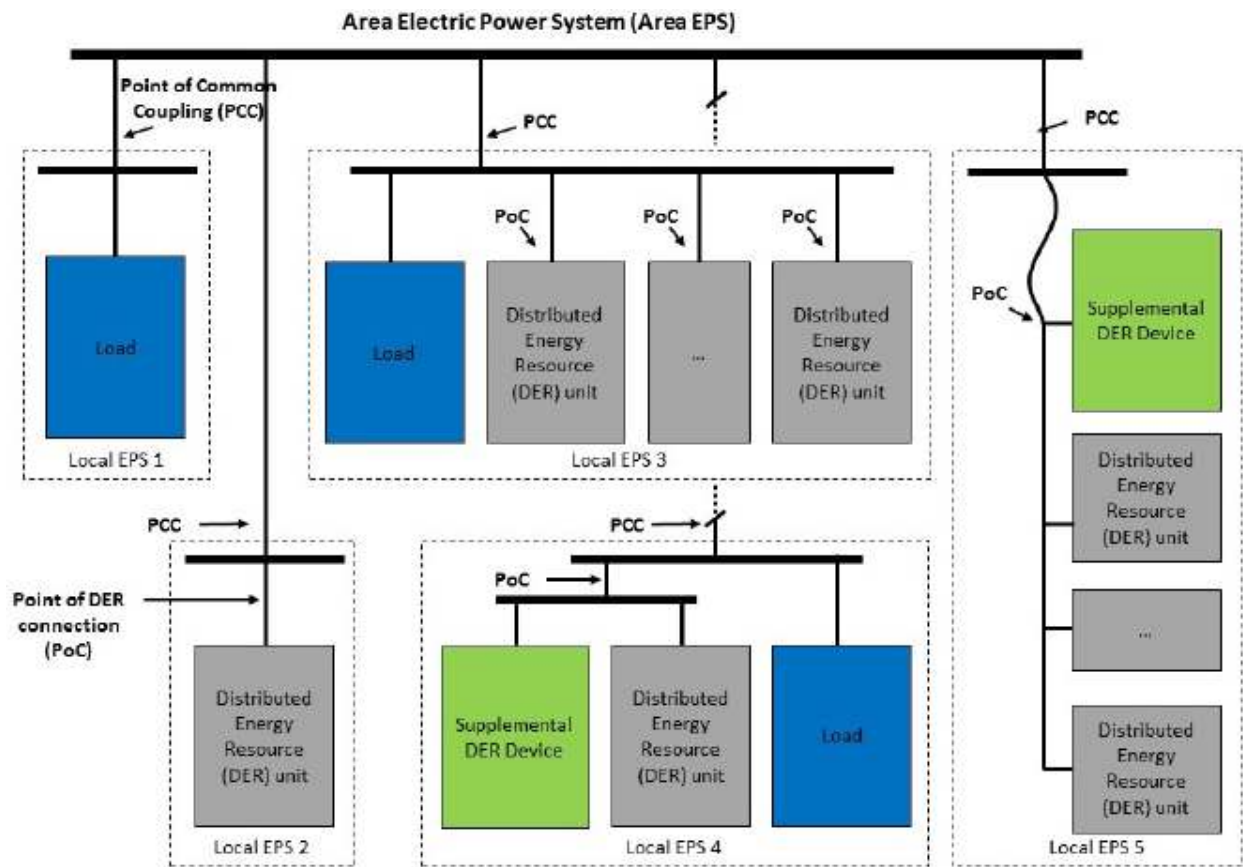 Area Electric Power System (Area EPS)
Point of Common
Coupling (PCC)
PCC
PCC
Load
Local EPS 1
PoC
PoC
PoC
Load
Distributed
Energy
Resource
(DER) unit
...
Distributed
Energy
Resource
(DER) unit
Local EPS 3
PoC
Supplemental
DER Device
Distributed
Energy
Resource
(DER) unit
...
Distributed
Energy
Resource
(DER) unit
Local EPS 5
PCC
Point of DER
connection
(PoC)
Distributed
Energy
Resource
(DER) unit
Local EPS 2
PCC
PoC
Supplemental
DER Device
Distributed
Energy
Resource
(DER) unit
Load
Local EPS 4